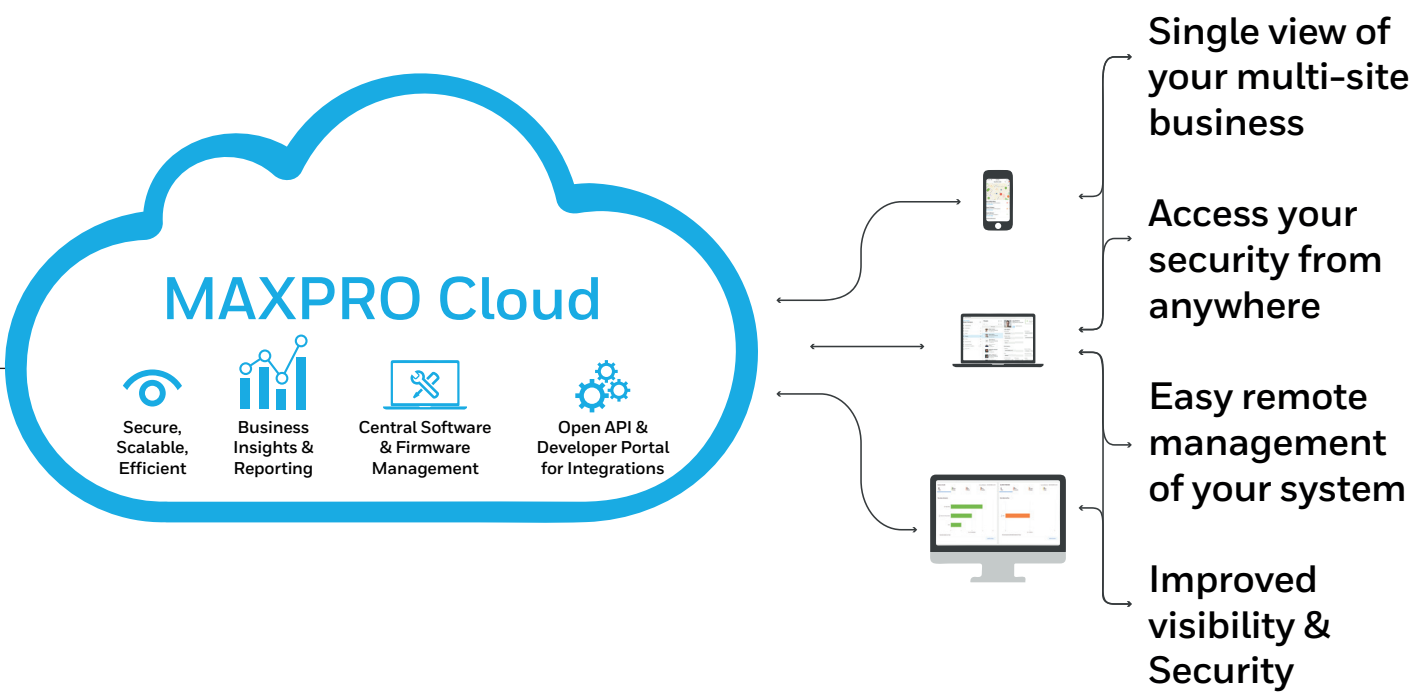 MAXPRO Cloud
Secure,
Scalable,
Efficient
Business
Insights &
Reporting
Central Software
& Firmware
Management
Open API &
Developer Portal
for Integrations
Single view of
your multi-site
business
Access your
security from
anywhere
Easy remote
management
of your system
Improved
visibility &
Security